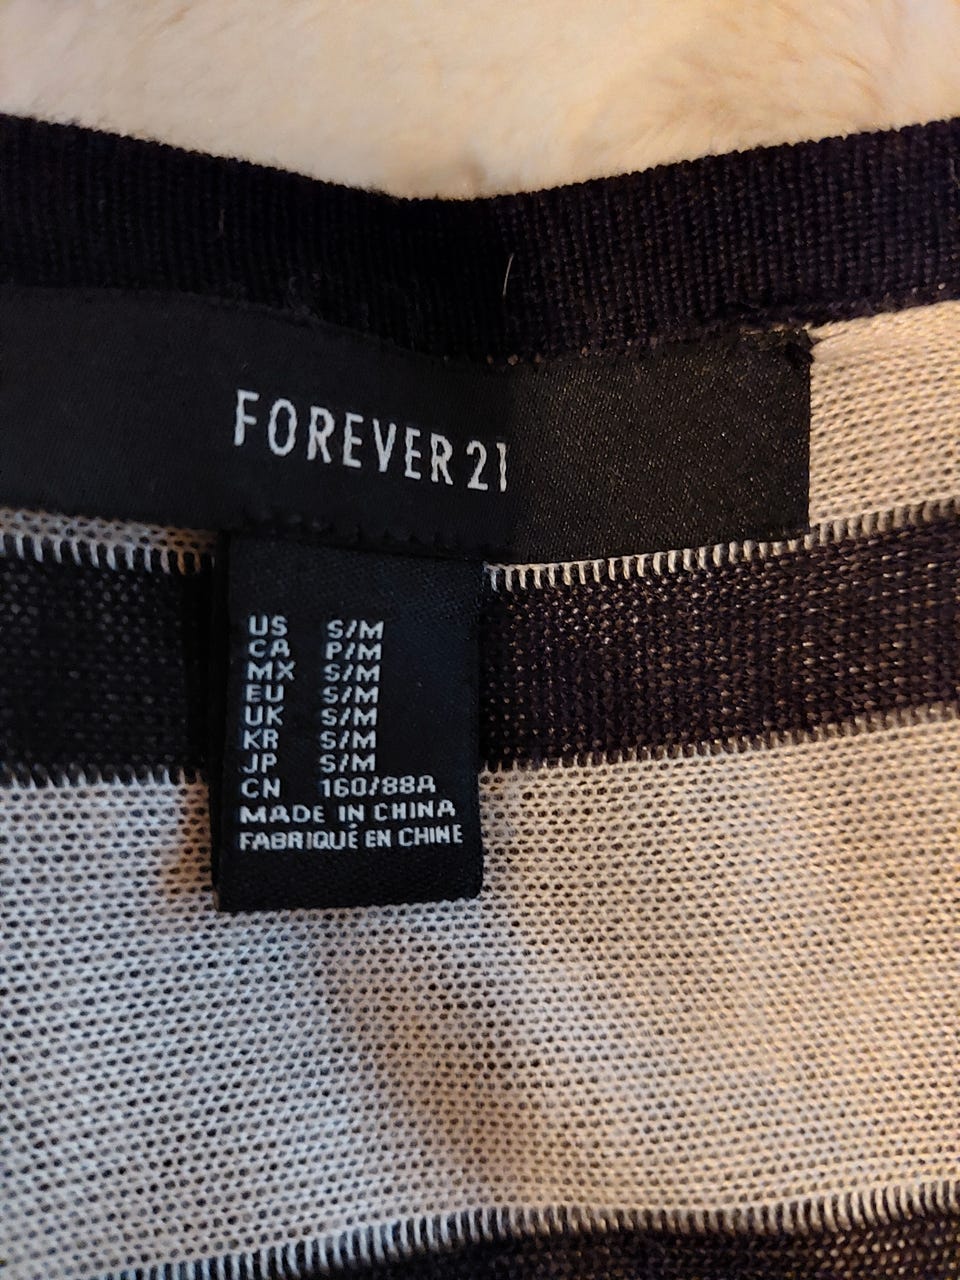 FOREVER 21
US S/M
CA P/M
MX S/M
EU S/M
UK S/M
KR S/M
JP S/M
CN 160/88A
MADE IN CHINA
FABRIQUÉ EN CHINE